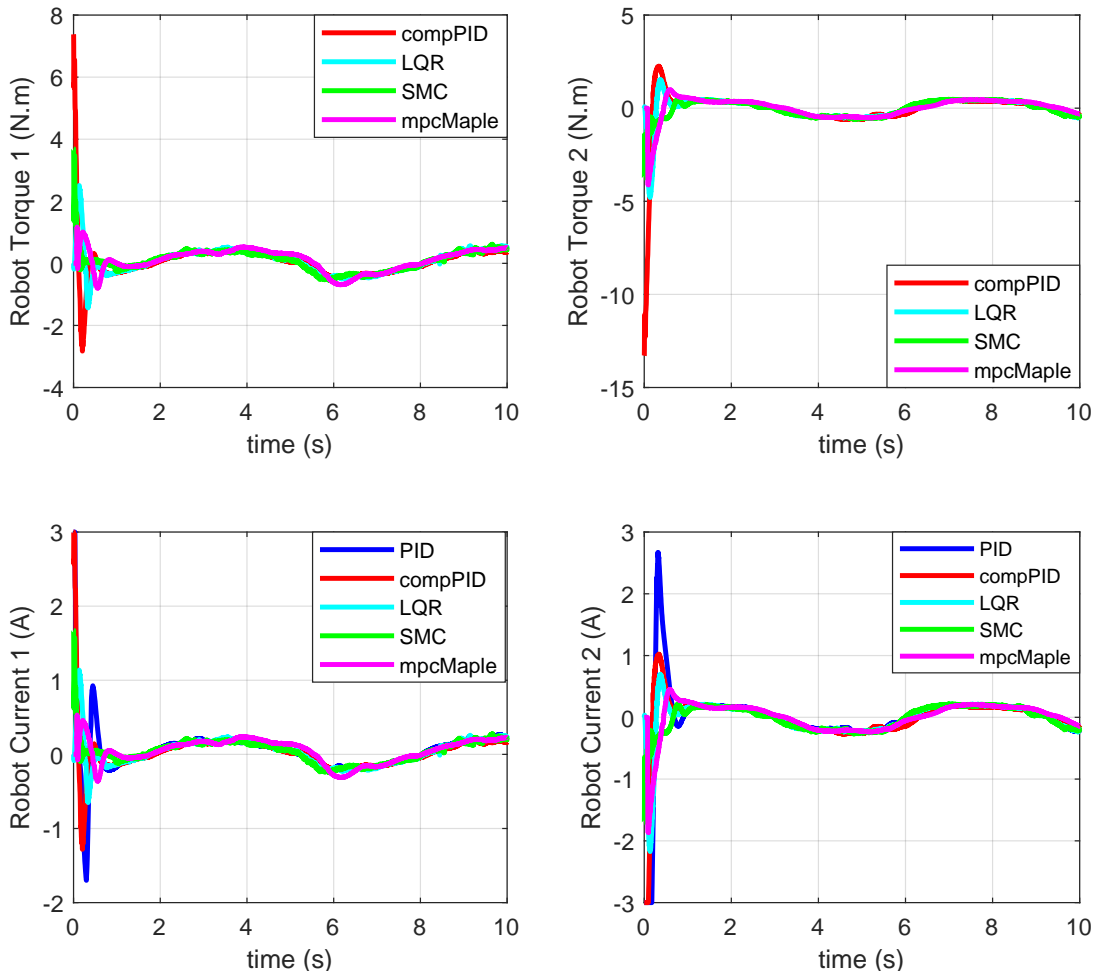 8
6
4
2
0
-2
-4
Robot Torque 1 (N.m)
compPID
LQR
SMC
mpcMaple
0 2 4 6 8 10
time (s)
5
0
-5
-10
-15
Robot Torque 2 (N.m)
compPID
LQR
SMC
mpcMaple
0 2 4 6 8 10
time (s)
3
2
1
0
-1
-2
Robot Current 1 (A)
PID
compPID
LQR
SMC
mpcMaple
0 2 4 6 8 10
time (s)
3
2
1
0
-1
-2
-3
Robot Current 2 (A)
PID
compPID
LQR
SMC
mpcMaple
0 2 4 6 8 10
time (s)